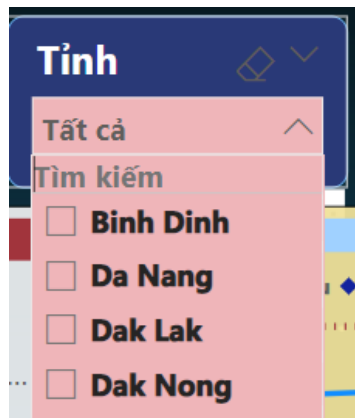 Tỉnh
Tất cả
Tìm kiếm
Binh Dinh
Da Nang
Dak Lak
Dak Nong